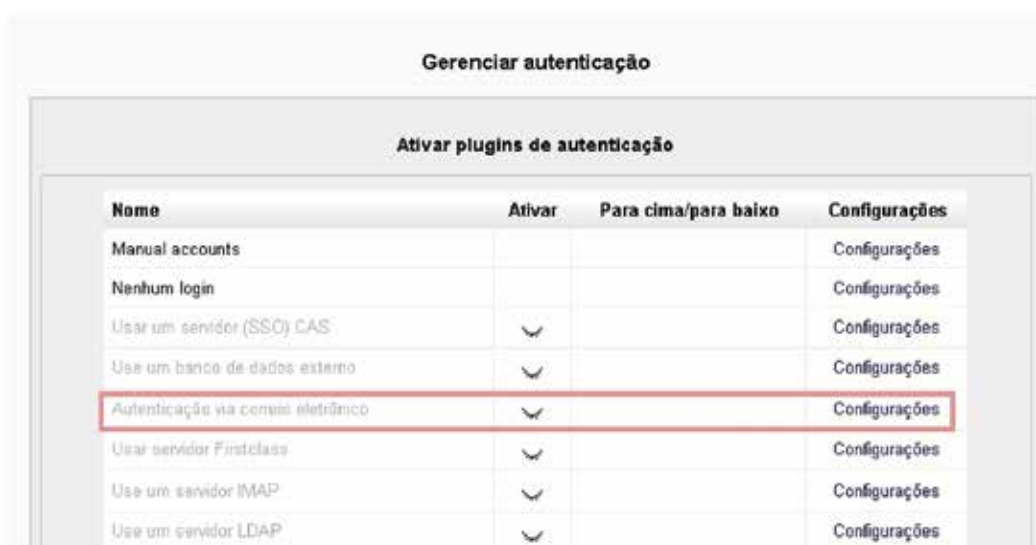 Gerenciar autenticação
Ativar plugins de autenticação
Nome Ativar Para cima/para baixo Configurações
Manual accounts Configurações
Nenhum login Configurações
Usar um servidor (SSO) CAS Configurações
Use um banco de dados externo Configurações
Autenticação via correio eletrônico Configurações
Usar servidor Firstclass Configurações
Use um servidor IMAP Configurações
Use um servidor LDAP Configurações